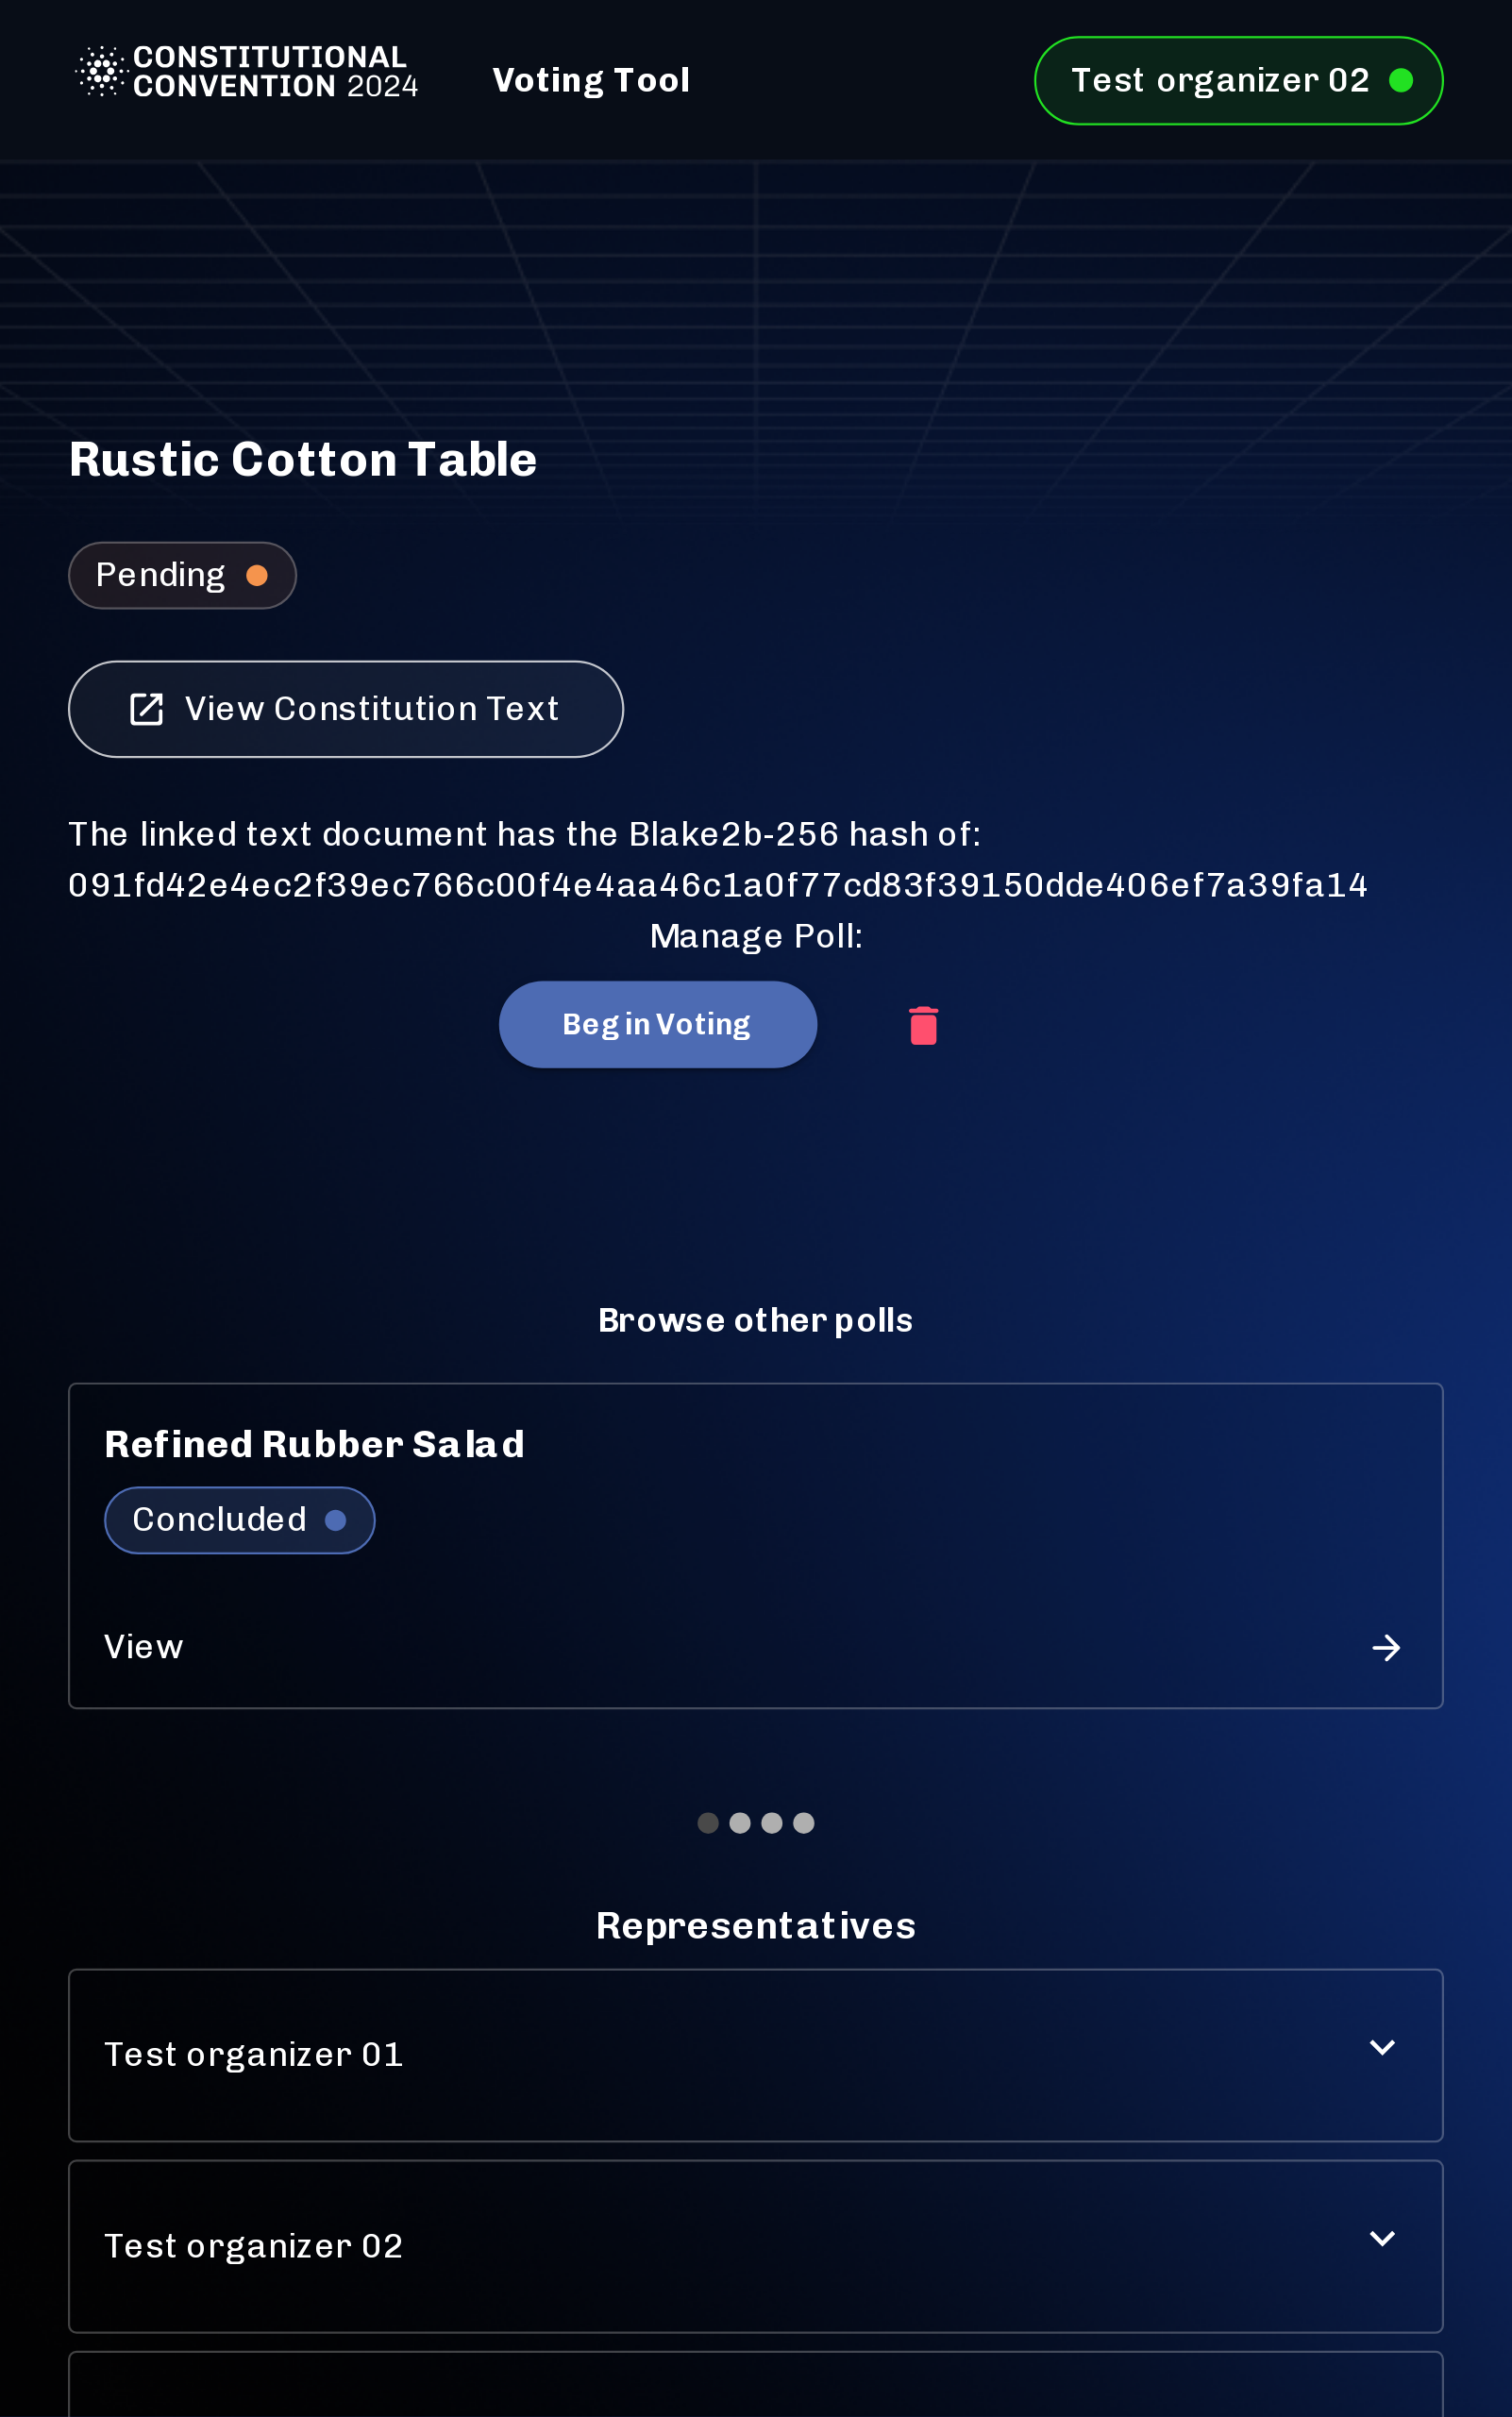 CONSTITUTIONAL
CONVENTION 2024
Voting Tool
Test organizer 02
Rustic Cotton Table
Pending
View Constitution Text
The linked text document has the Blake2b-256 hash of:
091fd42e4ec2f39ec766c00f4e4aa46c1a0f77cd83f39150dde406ef7a39fa14
Manage Poll:
Begin Voting
Browse other polls
Refined Rubber Salad
Concluded
View
Representatives
Test organizer 01
Test organizer 02